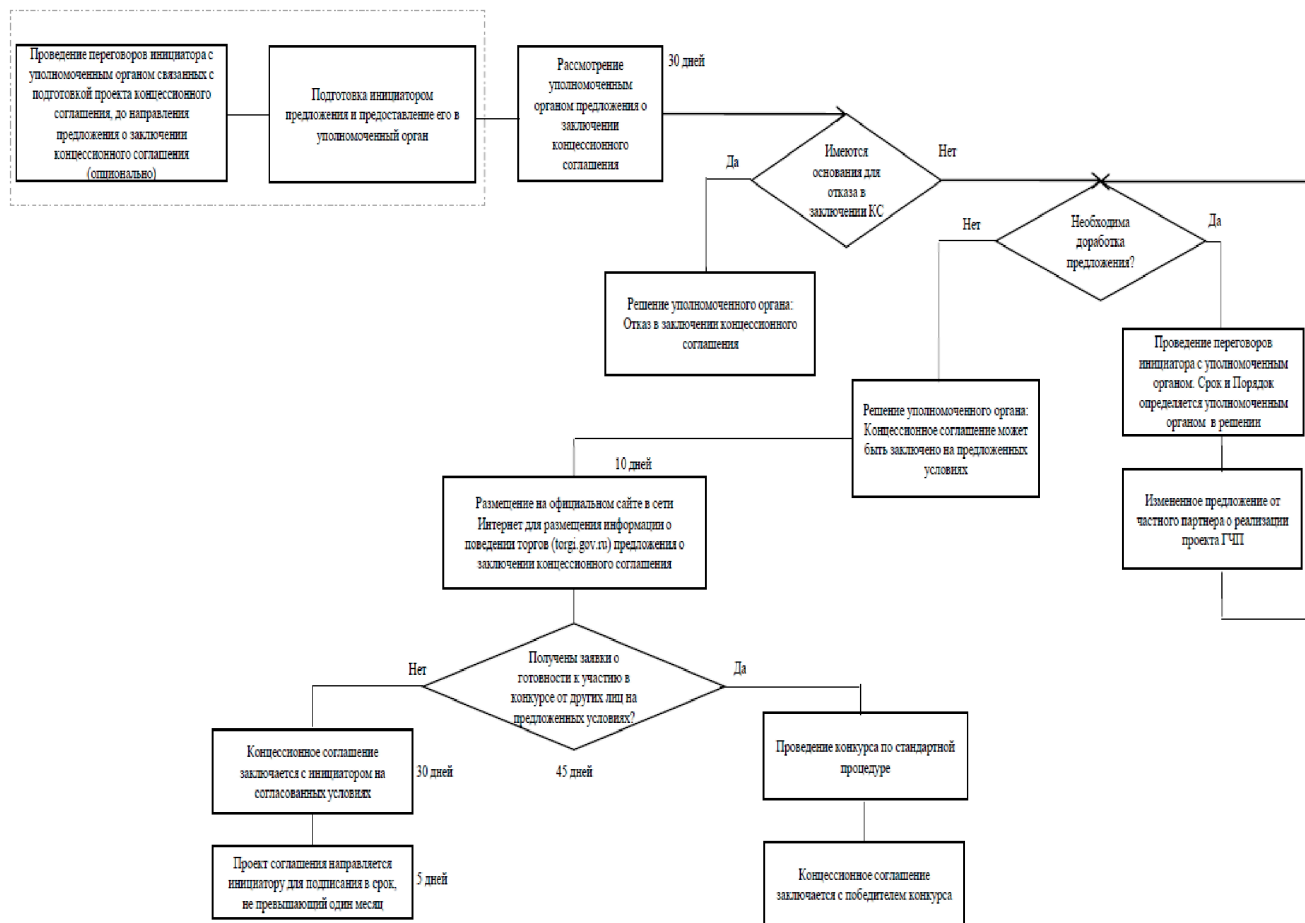 Проведение переговоров инициатора с
уполномоченным органом связанных с
подготовкой проекта концессионного
соглашения, до направления
предложения о заключении
концессионного соглашения
(опционально)
Подготовка инициатором
предложения и предоставление его в
уполномоченный орган
Рассмотрение
уполномоченным
органом предложения о
заключении
концессионного
соглашения
30 дней
Имеются
основания для
отказа в
заключении КС
Да
Нет
Решение уполномоченного органа:
Отказ в заключении концессионного
соглашения
Необходима
доработка
предложения?
Нет
Да
Проведение переговоров
инициатора с уполномоченным
органом. Срок и Порядок
определяется уполномоченным
органом в решении
Измененное предложение от
частного партнера о реализации
проекта ГЧП
Решение уполномоченного органа:
Концессионное соглашение может
быть заключено на предложенных
условиях
10 дней
Размещение на официальном сайте в сети
Интернет для размещения информации о
поведении торгов (torgi.gov.ru) предложения о
заключении концессионного соглашения
Получены заявки о
готовности к участию в
конкурсе от других лиц на
предложенных условиях?
Нет
Да
45 дней
Концессионное соглашение
заключается с инициатором на
согласованных условиях
30 дней
Проект соглашения направляется
инициатору для подписания в срок,
не превышающий один месяц
5 дней
Проведение конкурса по стандартной
процедуре
Концессионное соглашение
заключается с победителем конкурса